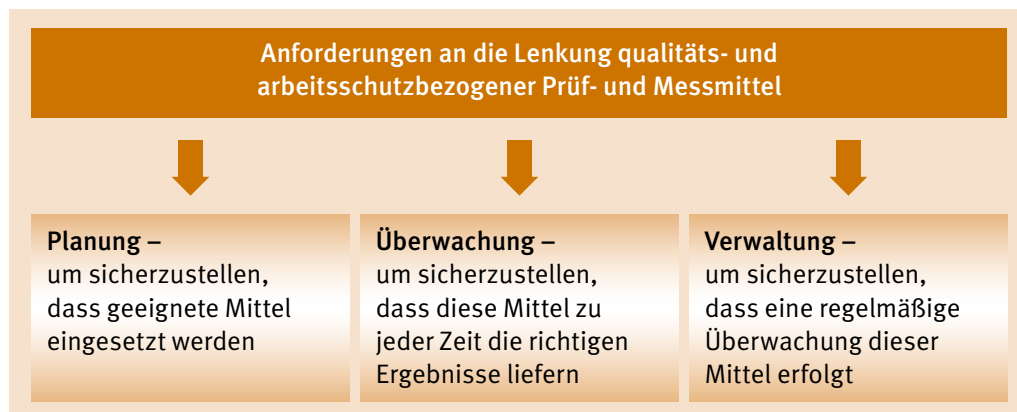 Anforderungen an die Lenkung qualitäts- und
arbeitsschutzbezogener Prüf- und Messmittel
Planung –
um sicherzustellen,
dass geeignete Mittel
eingesetzt werden
Überwachung –
um sicherzustellen,
dass diese Mittel zu
jeder Zeit die richtigen
Ergebnisse liefern
Verwaltung –
um sicherzustellen,
dass eine regelmäßige
Überwachung dieser
Mittel erfolgt